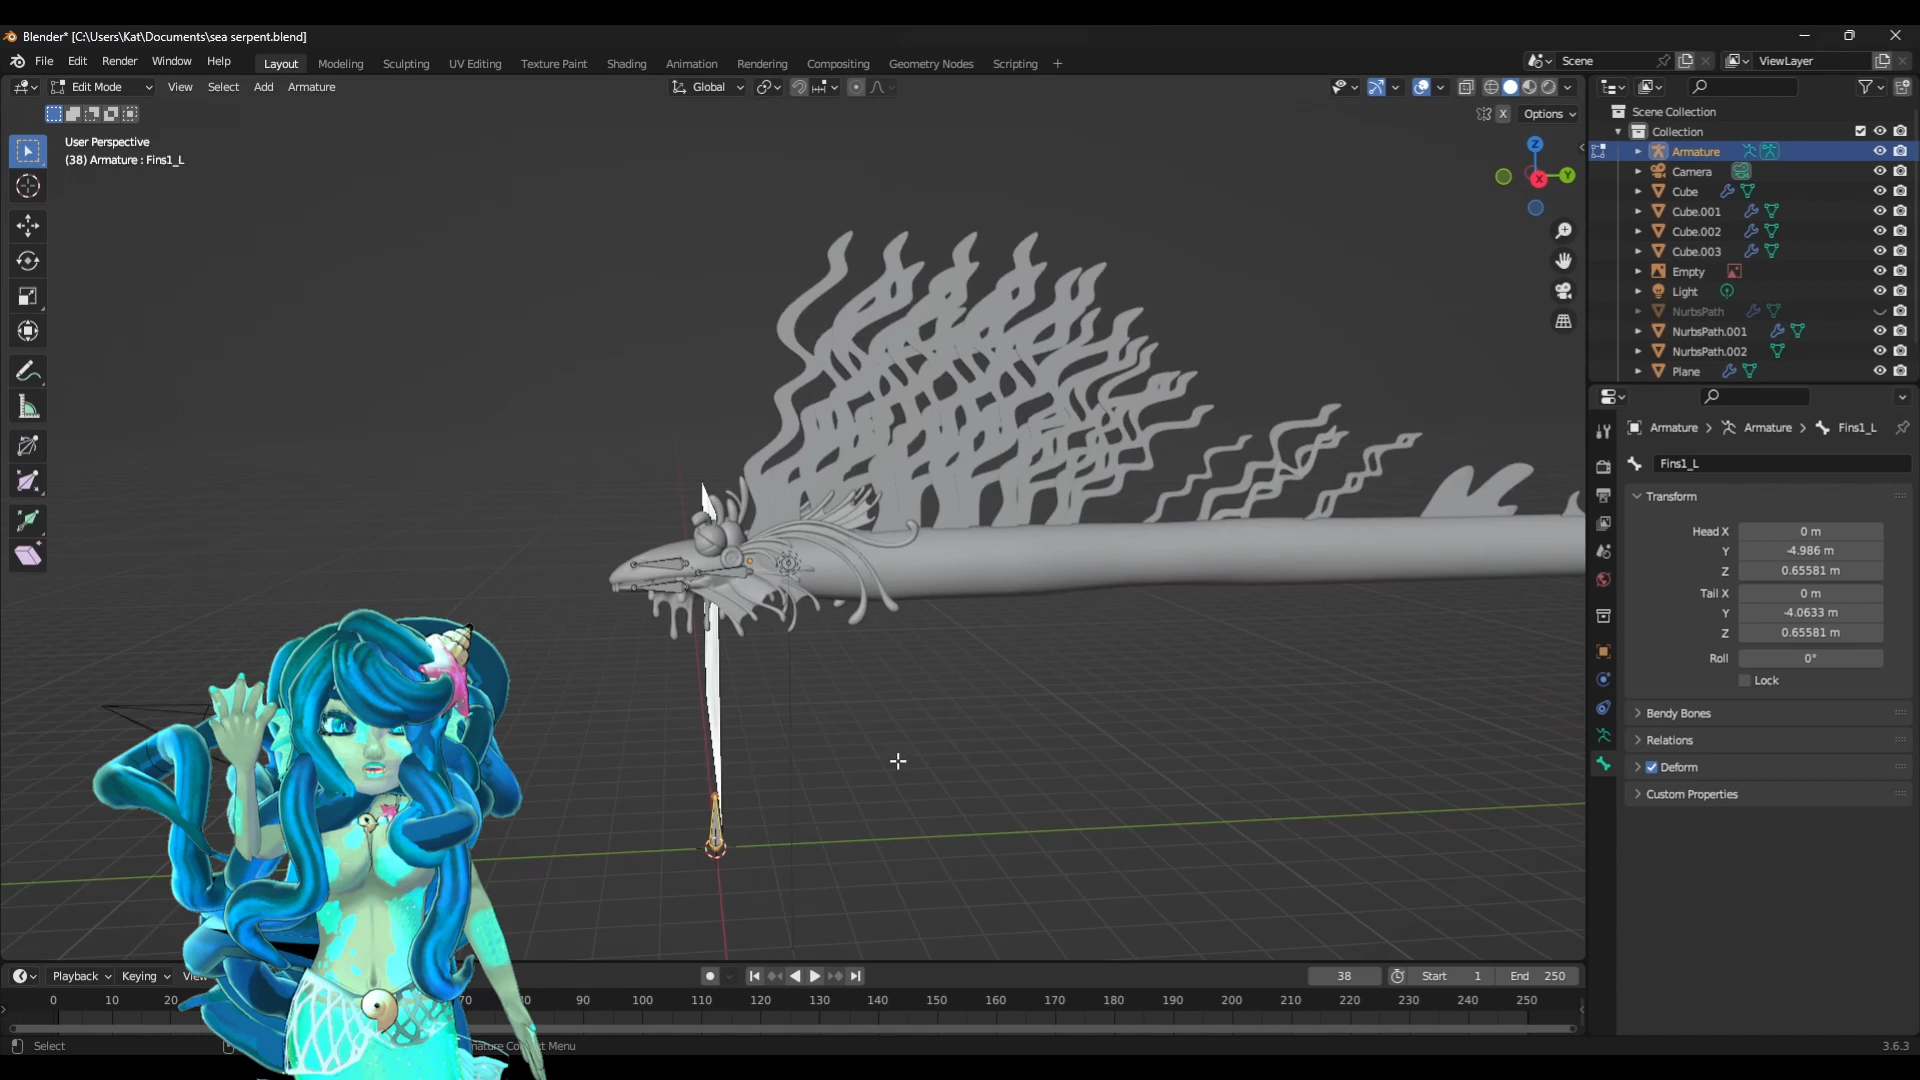 Blender* [C:\Users\Kat\Documents\sea serpent.blend]
File Edit Render Window Help Layout Modeling Sculpting UV Editing Texture Paint Shading Animation Rendering Compositing Geometry Nodes Scripting + Scene ViewLayer
Edit Mode View Select Add Armature Global
X Options
User Perspective
(38) Armature : Fins1_L
Z
X
Y
Scene Collection
Collection
Armature
Camera
Cube
Cube.001
Cube.002
Cube.003
Empty
Light
NurbsPath
NurbsPath.001
NurbsPath.002
Plane
Armature > Armature > Fins1_L
Fins1_L
Transform
Head X 0 m
Y -4.986 m
Z 0.65581 m
Tail X 0 m
Y -4.0633 m
Z 0.65581 m
Roll 0°
Lock
Bendy Bones
Relations
Deform
Custom Properties
Playback Keying 38 Start 1 End 250
0 10 20 70 80 90 100 110 120 130 140 150 160 170 180 190 200 210 220 230 240 250
Select Menu 3.6.3